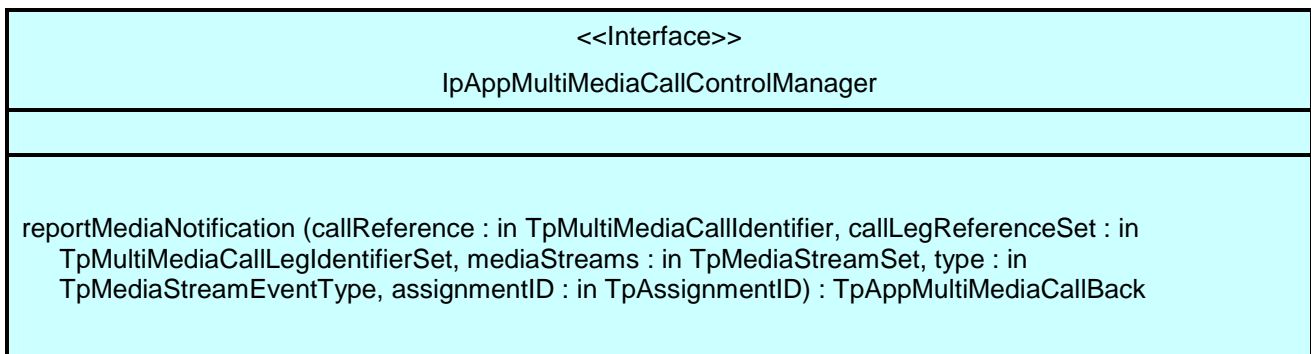 <<Interface>>
IpAppMultiMediaCallControlManager
reportMediaNotification (callReference : in TpMultiMediaCallIdentifier, callLegReferenceSet : in
TpMultiMediaCallLegIdentifierSet, mediaStreams : in TpMediaStreamSet, type : in
TpMediaStreamEventType, assignmentID : in TpAssignmentID) : TpAppMultiMediaCallBack